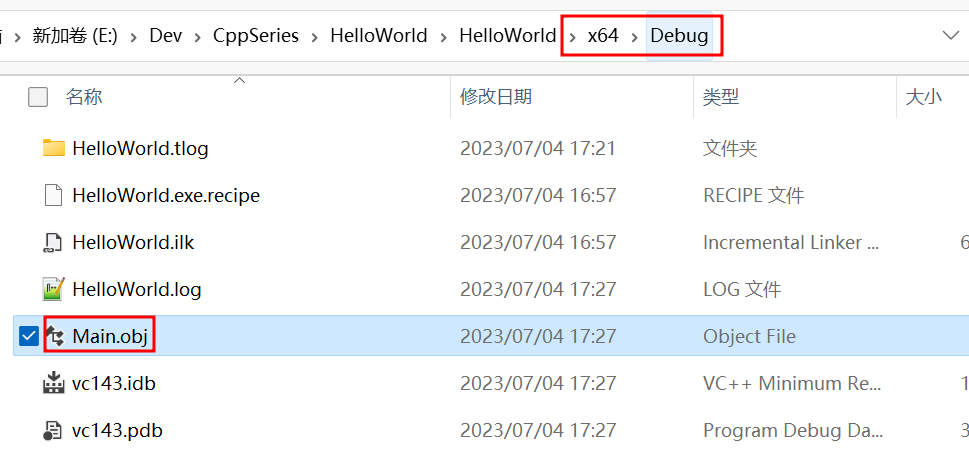 新加卷 (E:) > Dev > CppSeries > HelloWorld > HelloWorld > x64 > Debug
名称 修改日期 类型 大小
HelloWorld.tlog 2023/07/04 17:21 文件夹
HelloWorld.exe.recipe 2023/07/04 16:57 RECIPE 文件
HelloWorld.ilk 2023/07/04 16:57 Incremental Linker ... 6
HelloWorld.log 2023/07/04 17:27 LOG 文件
Main.obj 2023/07/04 17:27 Object File
vc143.idb 2023/07/04 17:27 VC++ Minimum Re... 1
vc143.pdb 2023/07/04 17:27 Program Debug Da... 3